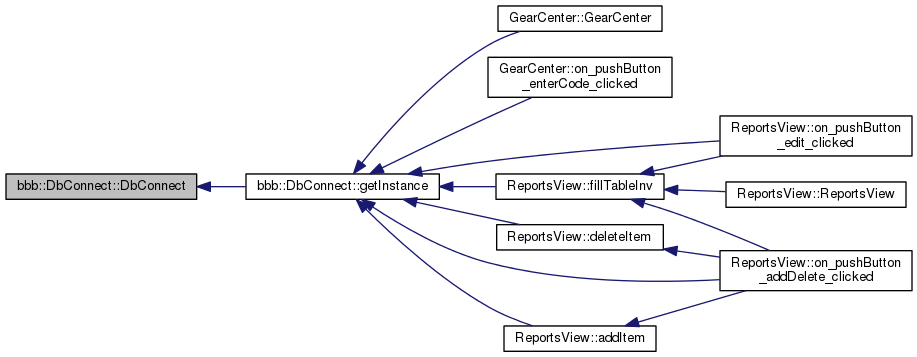 GearCenter::GearCenter
GearCenter::on_pushButton
_enterCode_clicked
ReportsView::on_pushButton
_edit_clicked
bbb::DbConnect::DbConnect
bbb::DbConnect::getInstance
ReportsView::fillTableInv
ReportsView::ReportsView
ReportsView::deleteItem
ReportsView::on_pushButton
_addDelete_clicked
ReportsView::addItem